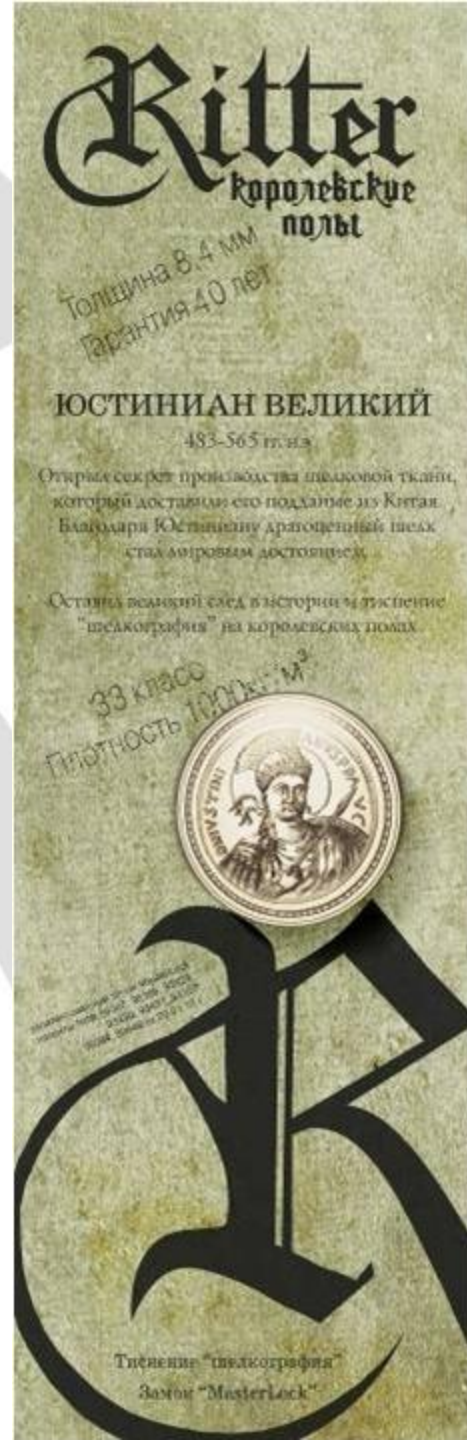 Ritter
королевские
полы
Толщина 8,4 мм
Гарантия 40 лет
ЮСТИНИАН ВЕЛИКИЙ
483-565 гг. н.э
Открыл секрет производства шелковой ткани,
который доставили его подданые из Китая.
Благодаря Юстиниану драгоценный шелк
стал мировым достоянием.
Оставил великий след в истории и тиснение
"шелкография" на королевских полах.
33 класс
Плотность 1000кг/м³
Тиснение "шелкография"
Замок "MasterLock"